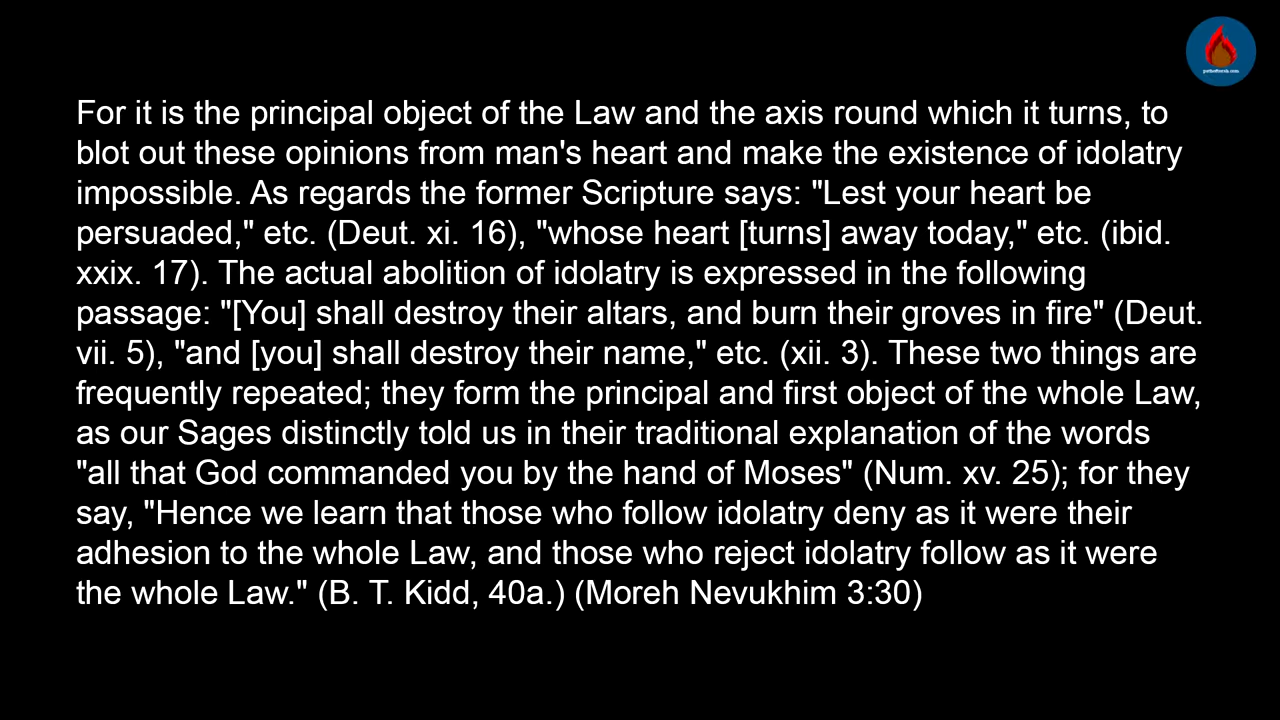 For it is the principal object of the Law and the axis round which it turns, to
blot out these opinions from man's heart and make the existence of idolatry
impossible. As regards the former Scripture says: "Lest your heart be
persuaded," etc. (Deut. xi. 16), "whose heart [turns] away today," etc. (ibid.
xxix. 17). The actual abolition of idolatry is expressed in the following
passage: "[You] shall destroy their altars, and burn their groves in fire" (Deut.
vii. 5), "and [you] shall destroy their name," etc. (xii. 3). These two things are
frequently repeated; they form the principal and first object of the whole Law,
as our Sages distinctly told us in their traditional explanation of the words
"all that God commanded you by the hand of Moses" (Num. xv. 25); for they
say, "Hence we learn that those who follow idolatry deny as it were their
adhesion to the whole Law, and those who reject idolatry follow as it were
the whole Law." (B. T. Kidd, 40a.) (Moreh Nevukhim 3:30)